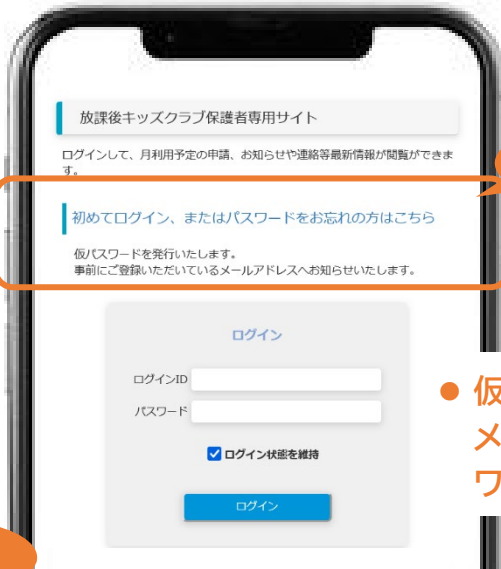 放課後キッズクラブ保護者専用サイト
ログインして、月利用予定の申請、お知らせや連絡等最新情報が閲覧ができま
す。
初めてログイン、またはパスワードをお忘れの方はこちら
仮パスワードを発行いたします。
事前にご登録いただいているメールアドレスへお知らせいたします。
ログイン
ログインID
パスワード
ログイン状態を維持
ログイン
● 仮
メ
ワ